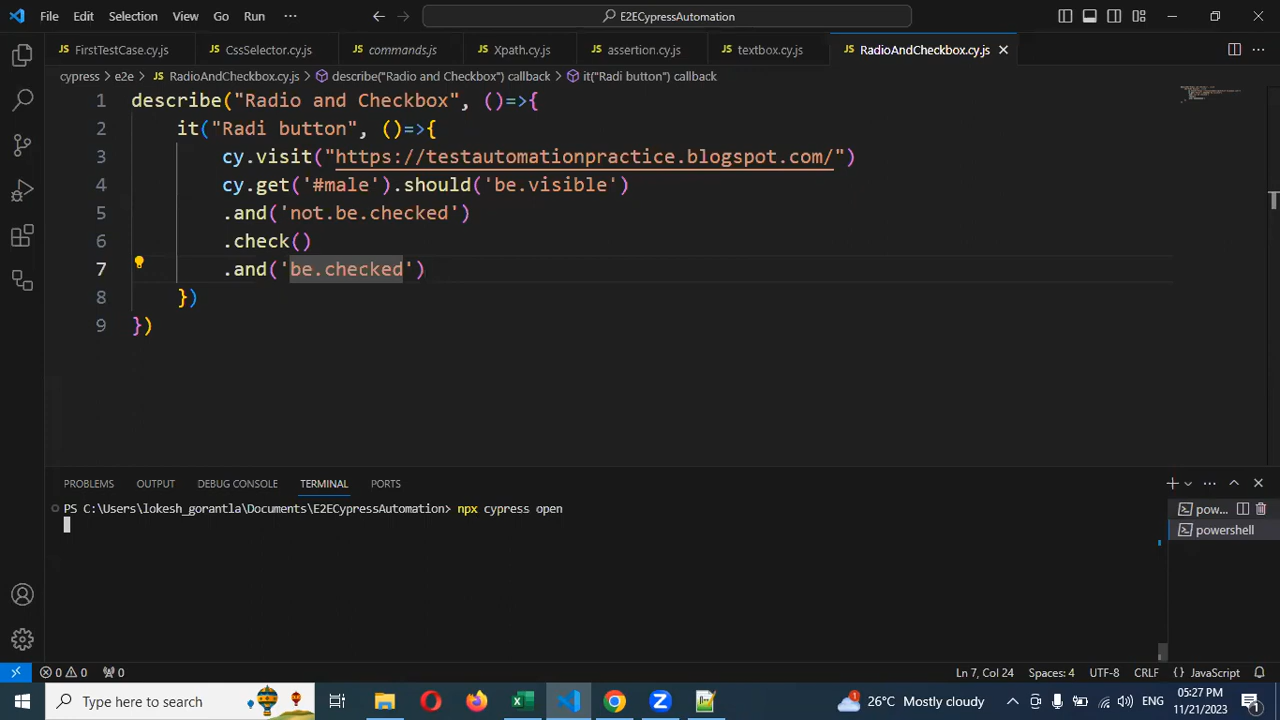 File Edit Selection View Go Run ··· E2ECypressAutomation
FirstTestCase.cy.js CssSelector.cy.js commands.js Xpath.cy.js assertion.cy.js textbox.cy.js RadioAndCheckbox.cy.js
cypress > e2e > RadioAndCheckbox.cy.js > describe("Radio and Checkbox") callback > it("Radi button") callback
1 describe("Radio and Checkbox", ()=>{
2 it("Radi button", ()=>{
3 cy.visit("https://testautomationpractice.blogspot.com/")
4 cy.get('#male').should('be.visible')
5 .and('not.be.checked')
6 .check()
7 .and('be.checked')
8 })
9 })
PROBLEMS OUTPUT DEBUG CONSOLE TERMINAL PORTS
PS C:\Users\lokesh_gorantla\Documents\E2ECypressAutomation> npx cypress open
pow...
powershell
0 0 0 Ln 7, Col 24 Spaces: 4 UTF-8 CRLF {} JavaScript
Type here to search 26°C Mostly cloudy ENG 05:27 PM
11/21/2023 1